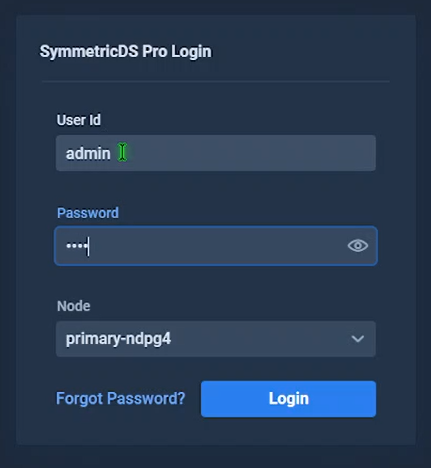 SymmetricDS Pro Login
User Id
admin
Password
••••
Node
primary-ndpg4
Forgot Password? Login